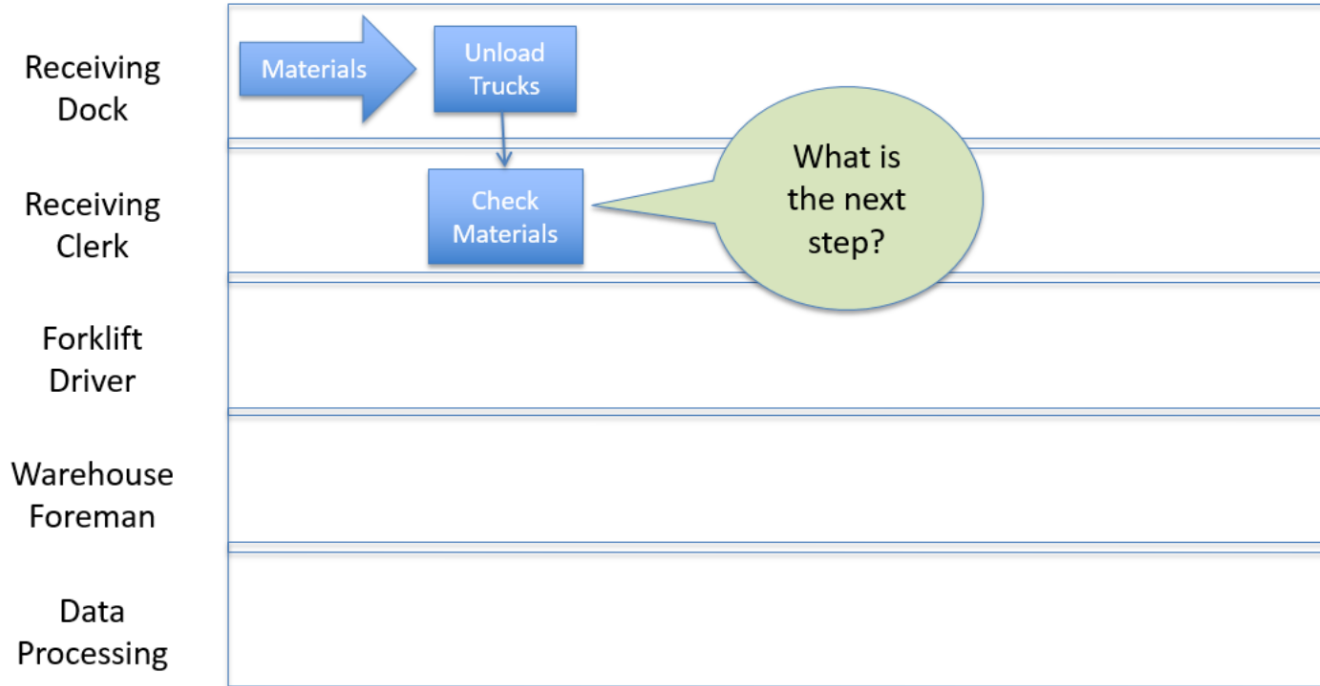 Receiving
Dock
Materials
Unload
Trucks
Receiving
Clerk
Check
Materials
What is
the next
step?
Forklift
Driver
Warehouse
Foreman
Data
Processing